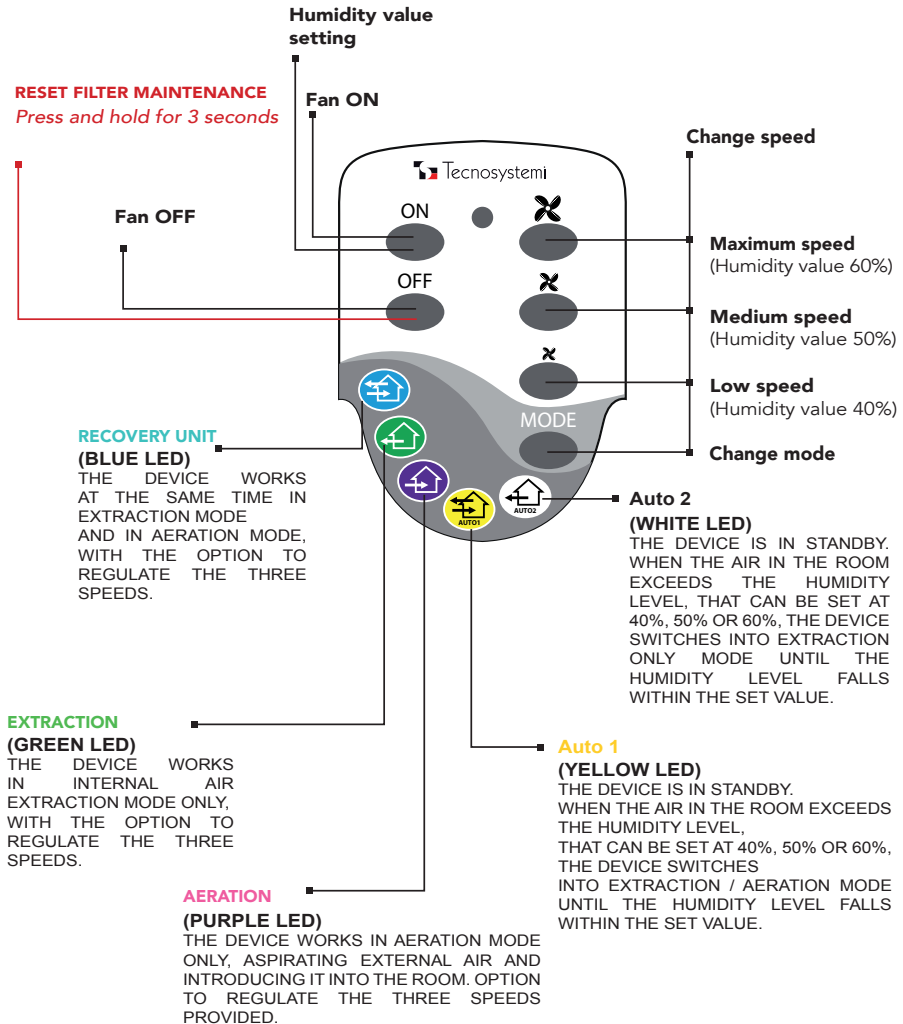 Humidity value
setting
RESET FILTER MAINTENANCE
Press and hold for 3 seconds
Fan ON
Change speed
Tecnosystemi
ON
Fan OFF
Maximum speed
(Humidity value 60%)
OFF
Medium speed
(Humidity value 50%)
Low speed
(Humidity value 40%)
MODE
Change mode
RECOVERY UNIT
(BLUE LED)
THE DEVICE WORKS
AT THE SAME TIME IN
EXTRACTION MODE
AND IN AERATION MODE,
WITH THE OPTION TO
REGULATE THE THREE
SPEEDS.
AUTO1
AUTO2
Auto 2
(WHITE LED)
THE DEVICE IS IN STANDBY.
WHEN THE AIR IN THE ROOM
EXCEEDS THE HUMIDITY
LEVEL, THAT CAN BE SET AT
40%, 50% OR 60%, THE DEVICE
SWITCHES INTO EXTRACTION
ONLY MODE UNTIL THE
HUMIDITY LEVEL FALLS
WITHIN THE SET VALUE.
EXTRACTION
(GREEN LED)
THE DEVICE WORKS
IN INTERNAL AIR
EXTRACTION MODE ONLY,
WITH THE OPTION TO
REGULATE THE THREE
SPEEDS.
Auto 1
(YELLOW LED)
THE DEVICE IS IN STANDBY.
WHEN THE AIR IN THE ROOM EXCEEDS
THE HUMIDITY LEVEL,
THAT CAN BE SET AT 40%, 50% OR 60%,
THE DEVICE SWITCHES
INTO EXTRACTION / AERATION MODE
UNTIL THE HUMIDITY LEVEL FALLS
WITHIN THE SET VALUE.
AERATION
(PURPLE LED)
THE DEVICE WORKS IN AERATION MODE
ONLY, ASPIRATING EXTERNAL AIR AND
INTRODUCING IT INTO THE ROOM. OPTION
TO REGULATE THE THREE SPEEDS
PROVIDED.